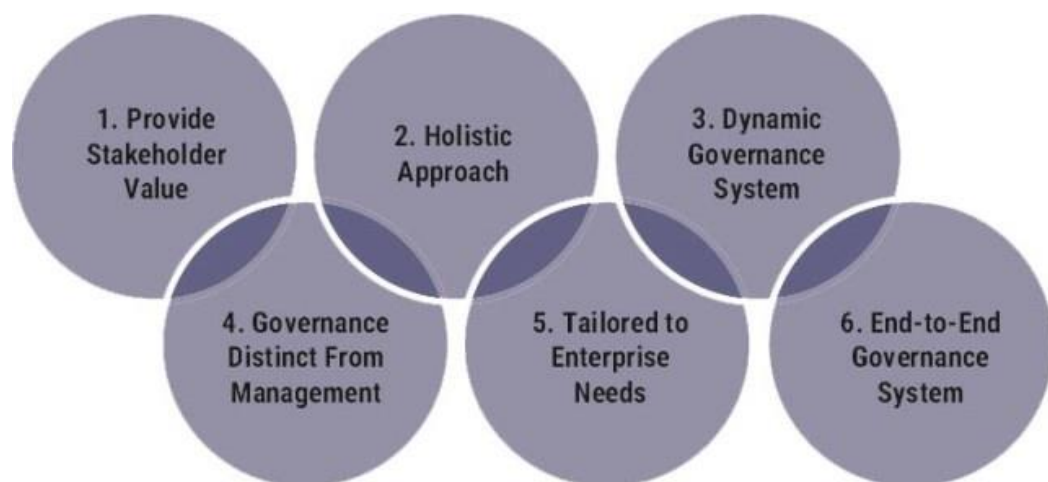 1. Provide
Stakeholder
Value
2. Holistic
Approach
3. Dynamic
Governance
System
4. Governance
Distinct From
Management
5. Tailored to
Enterprise
Needs
6. End-to-End
Governance
System